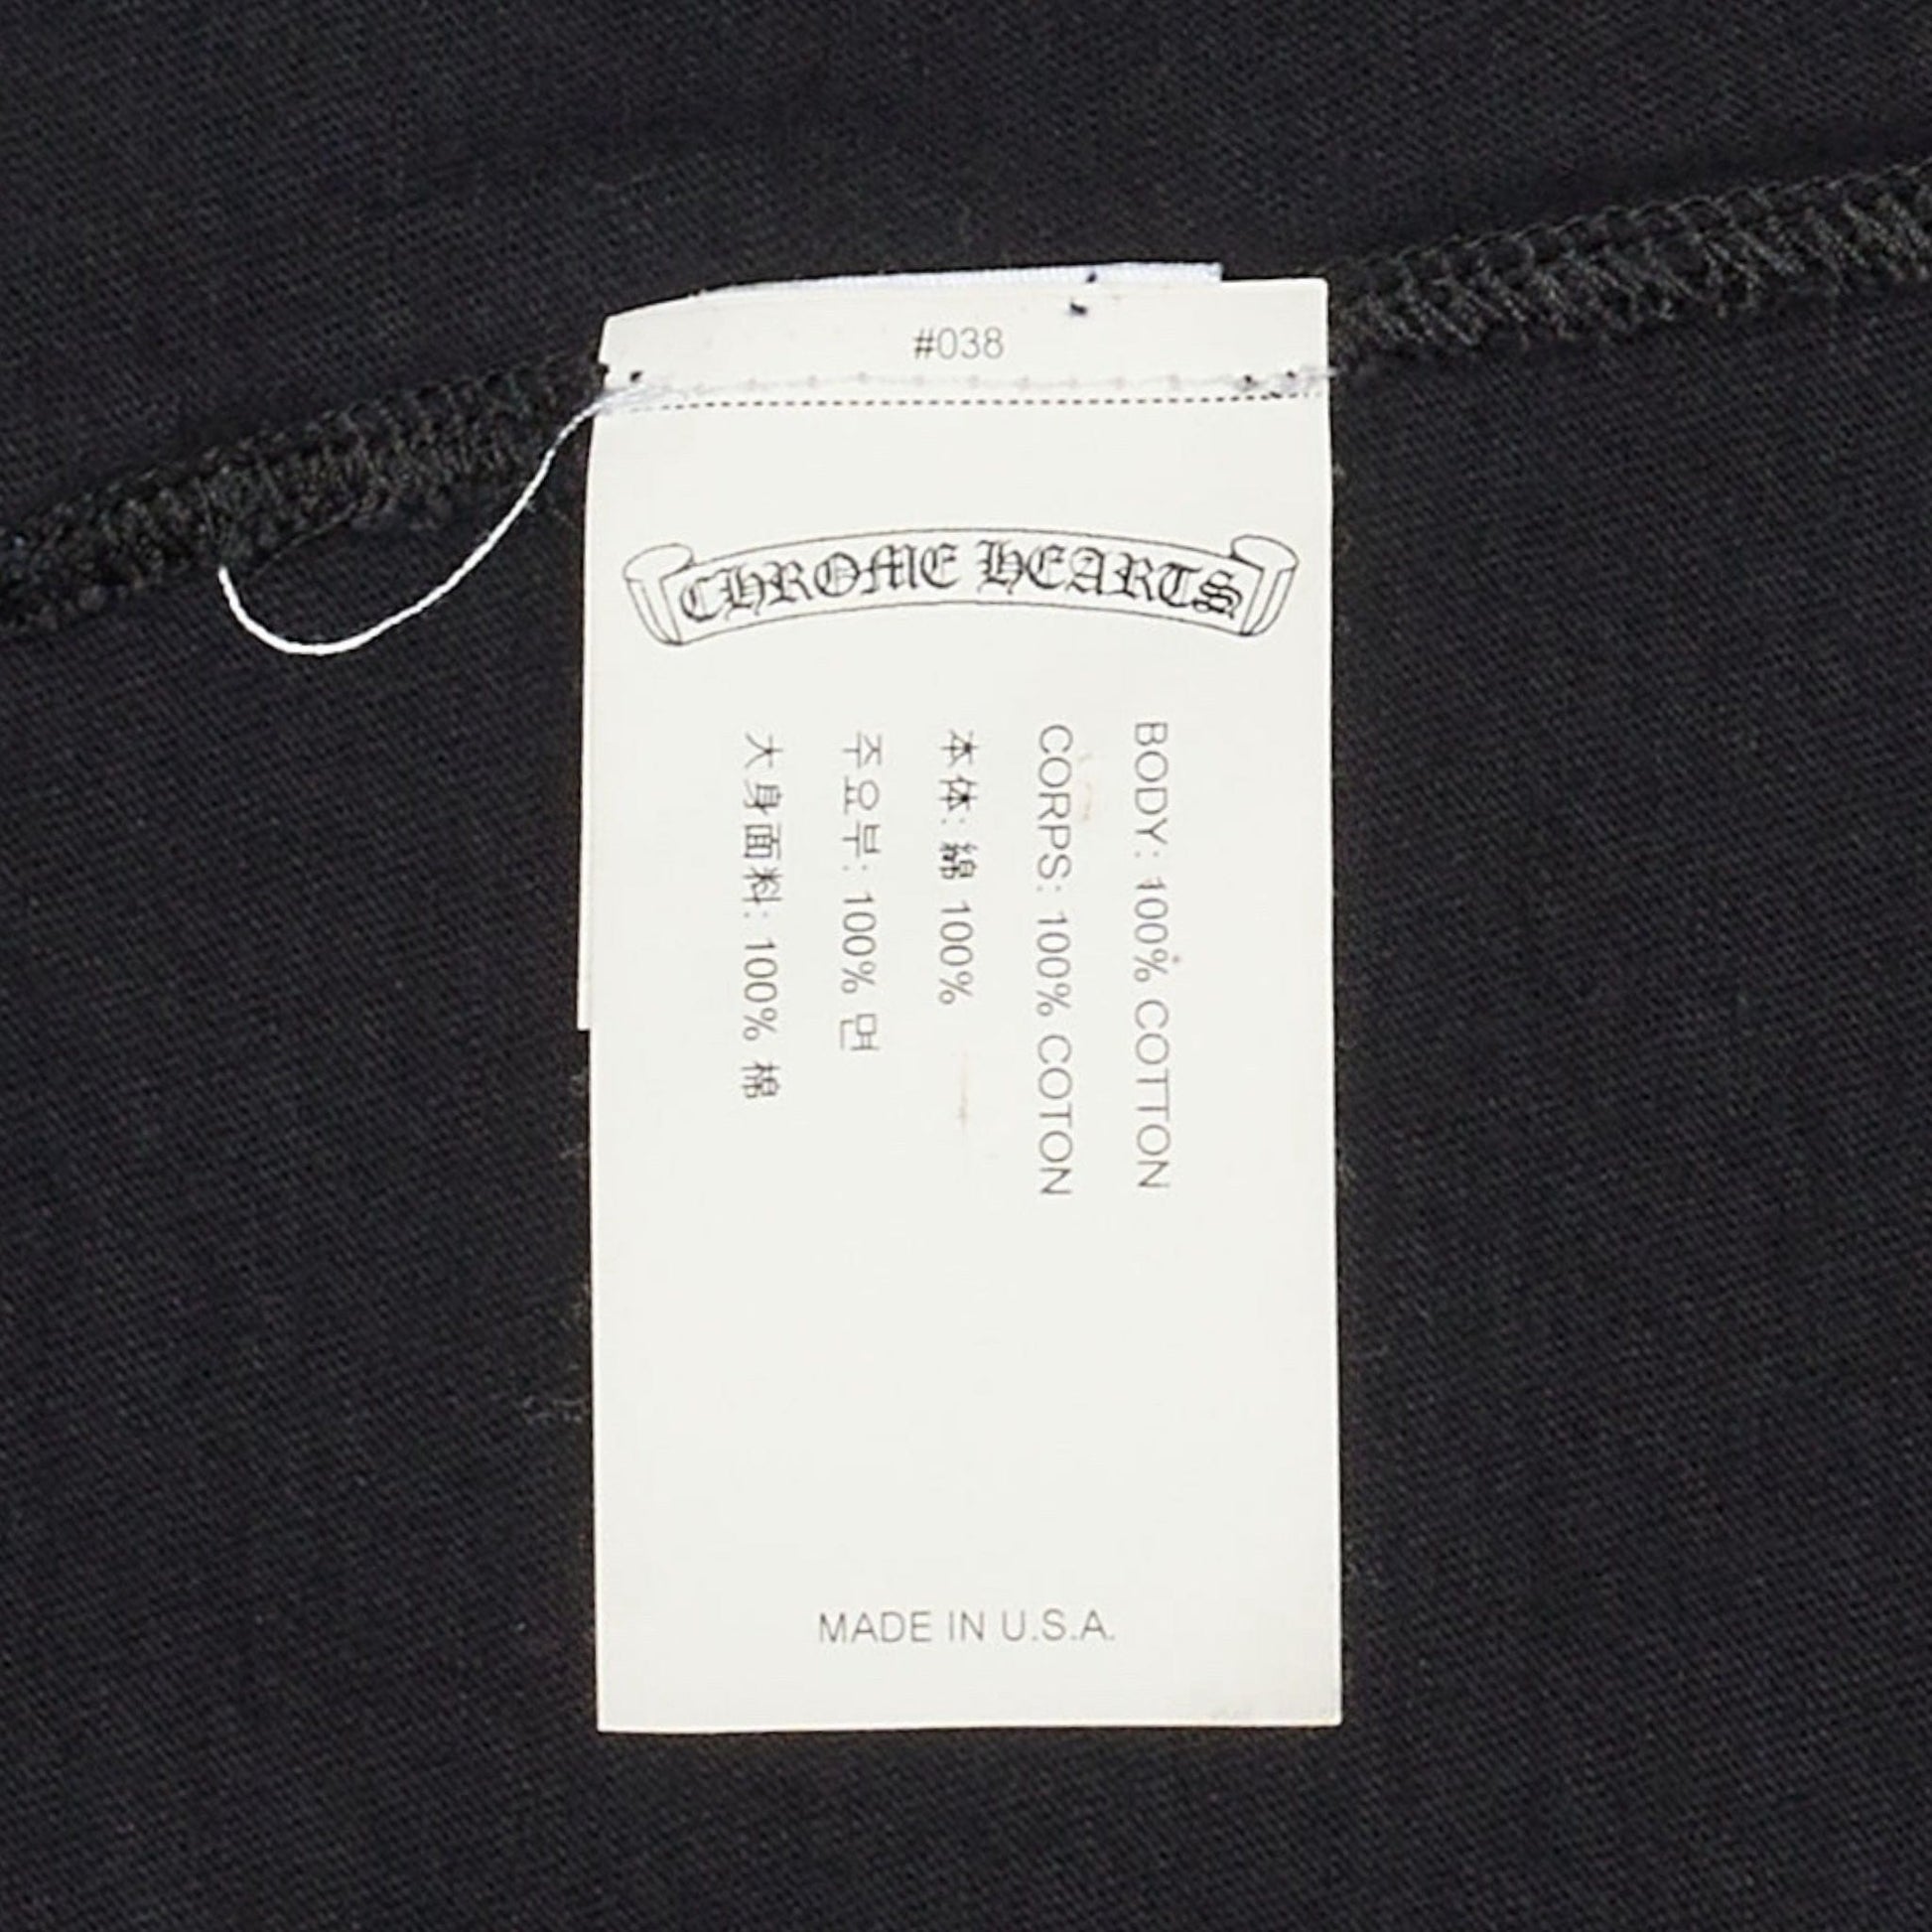 #038
CHROME HEARTS
BODY: 100% COTTON
CORPS: 100% COTON
本体: 綿 100%
주요부: 100% 면
大身面料: 100% 棉
MADE IN U.S.A.